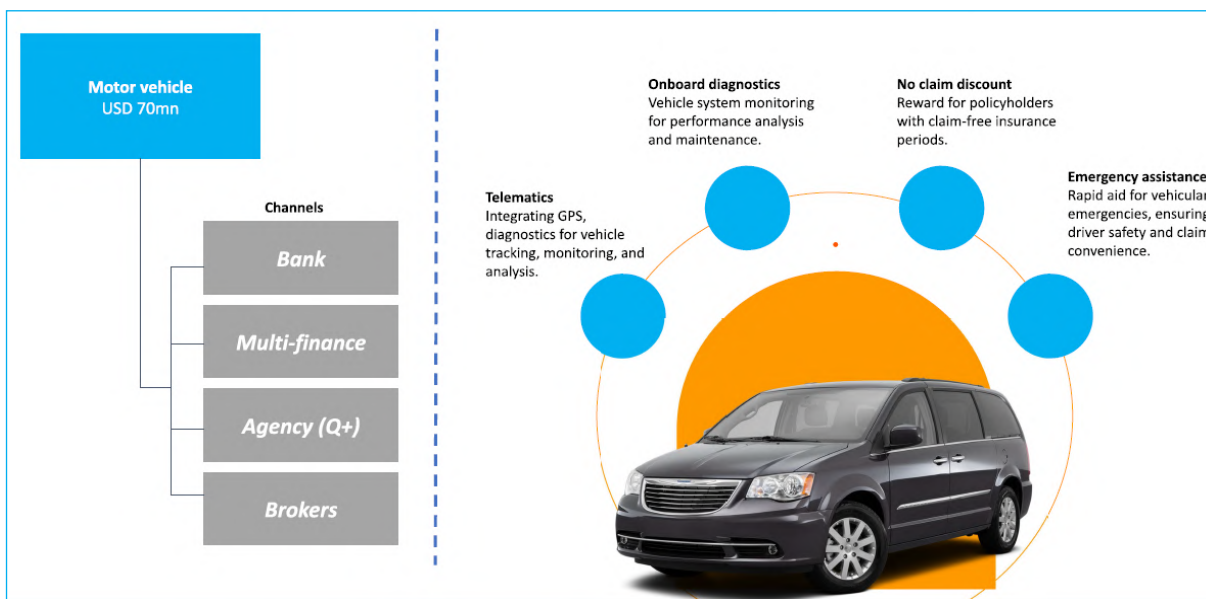 Motor vehicle
USD 70mn
Channels
Bank
Multi-finance
Agency (Q+)
Brokers
Telematics
Integrating GPS,
diagnostics for vehicle
tracking, monitoring, and
analysis.
Onboard diagnostics
Vehicle system monitoring
for performance analysis
and maintenance.
No claim discount
Reward for policyholders
with claim-free insurance
periods.
Emergency assistance
Rapid aid for vehicular
emergencies, ensuring
driver safety and claim
convenience.